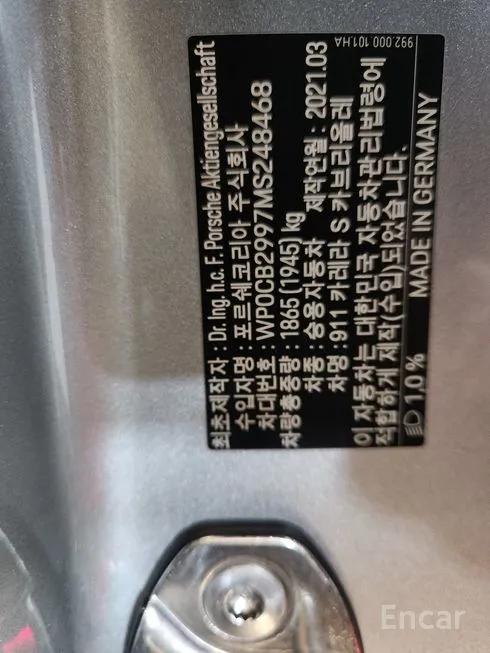 992.000.101.HA
최초제작자 : Dr. Ing. h.c. F. Porsche Aktiengesellschaft
수입자명 : 포르쉐코리아 주식회사
차대번호 : WP0CB2997MS248468
차량총중량 : 1865 (1945) kg
차종 : 승용자동차 제작연월 : 2021.03
차명 : 911 카레라 S 카브리올레
이 자동차는 대한민국 자동차관리법령에
적합하게 제작(수입)되었습니다.
1,0 % MADE IN GERMANY
Encar